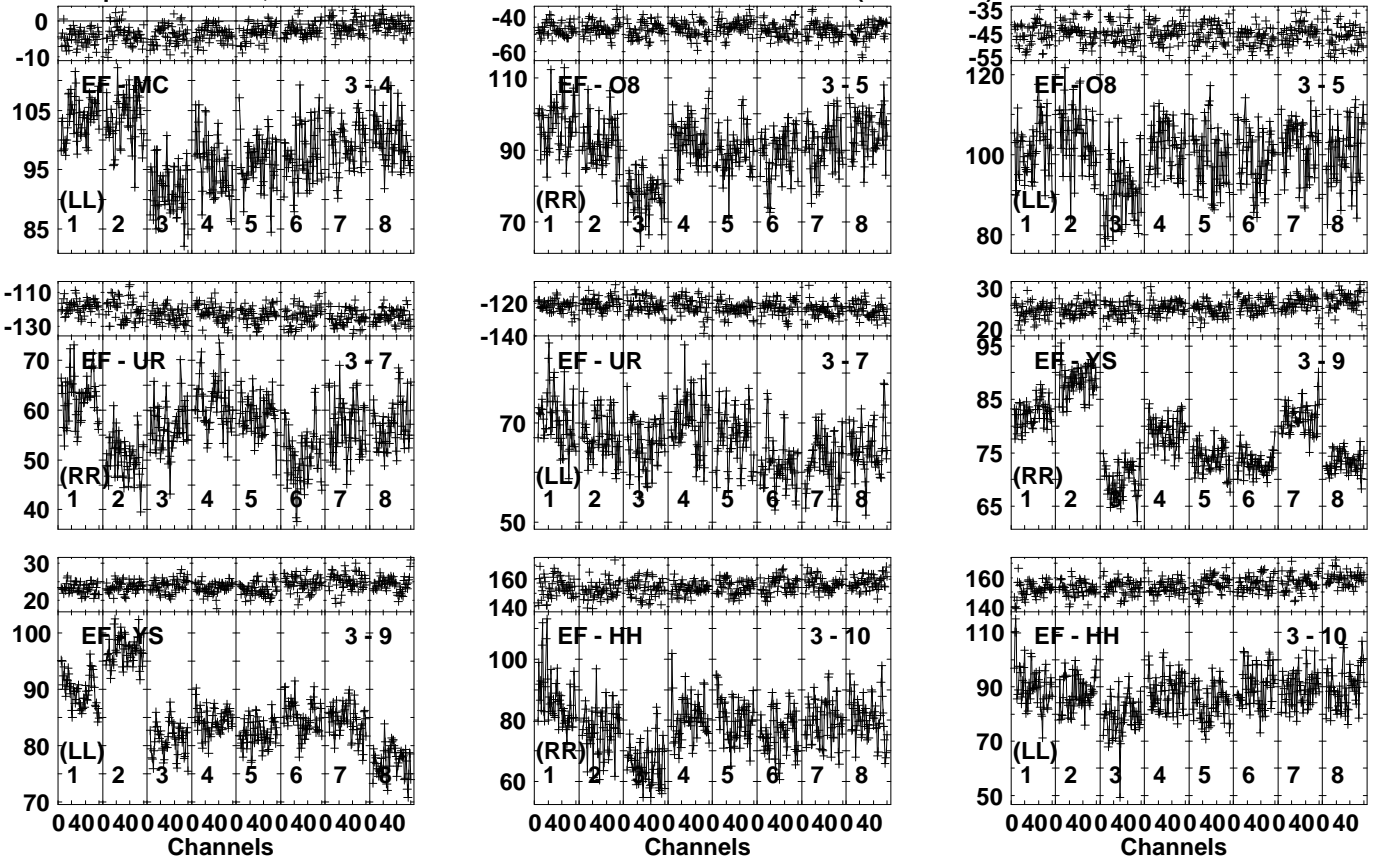 0
-10
EF - MC 3 - 4
105
95
85
(LL)
1 2 3 4 5 6 7 8
-40
-60
EF - O8 3 - 5
110
90
70
(RR)
1 2 3 4 5 6 7 8
-35
-45
-55
EF - O8 3 - 5
120
100
80
(LL)
1 2 3 4 5 6 7 8
-110
-130
EF - UR 3 - 7
70
60
50
40
(RR)
1 2 3 4 5 6 7 8
-120
-140
EF - UR 3 - 7
70
50
(LL)
1 2 3 4 5 6 7 8
30
20
EF - YS 3 - 9
95
85
75
65
(RR)
1 2 3 4 5 6 7 8
30
20
EF - YS 3 - 9
100
90
80
70
(LL)
1 2 3 4 5 6 7 8
0 40 0 40 0 40 0 40 0 40 0 40 0 40 0 40
Channels
160
140
EF - HH 3 - 10
100
80
60
(RR)
1 2 3 4 5 6 7 8
0 40 0 40 0 40 0 40 0 40 0 40 0 40 0 40
Channels
160
140
EF - HH 3 - 10
110
90
70
50
(LL)
1 2 3 4 5 6 7 8
0 40 0 40 0 40 0 40 0 40 0 40 0 40 0 40
Channels